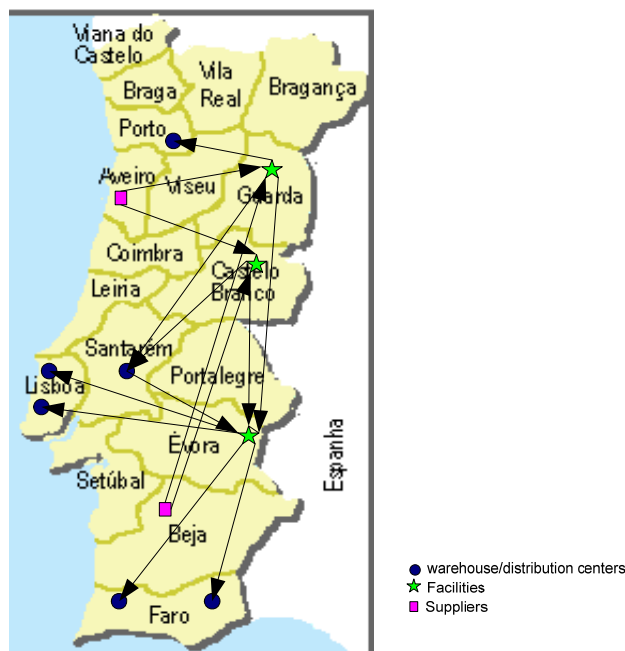 Viana do
Castelo
Braga
Vila
Real
Bragança
Porto
Aveiro
Viseu
Guarda
Coimbra
Castelo
Branco
Leiria
Santarém
Lisboa
Portalegre
Évora
Setúbal
Espanha
Beja
Faro
warehouse/distribution centers
Facilities
Suppliers